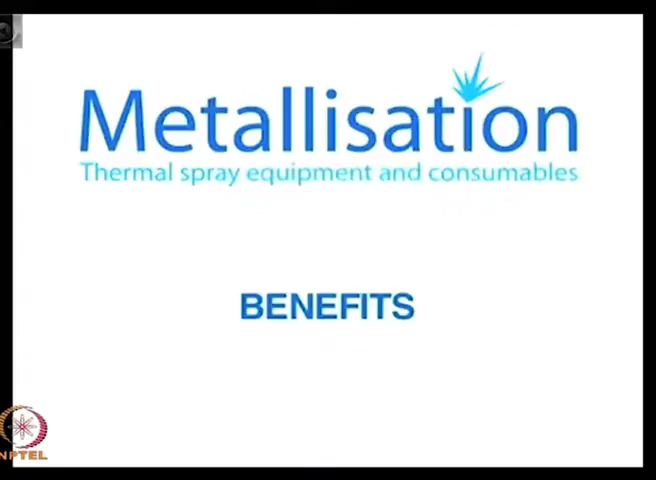 Metallisation
Thermal spray equipment and consumables
BENEFITS
NPTEL